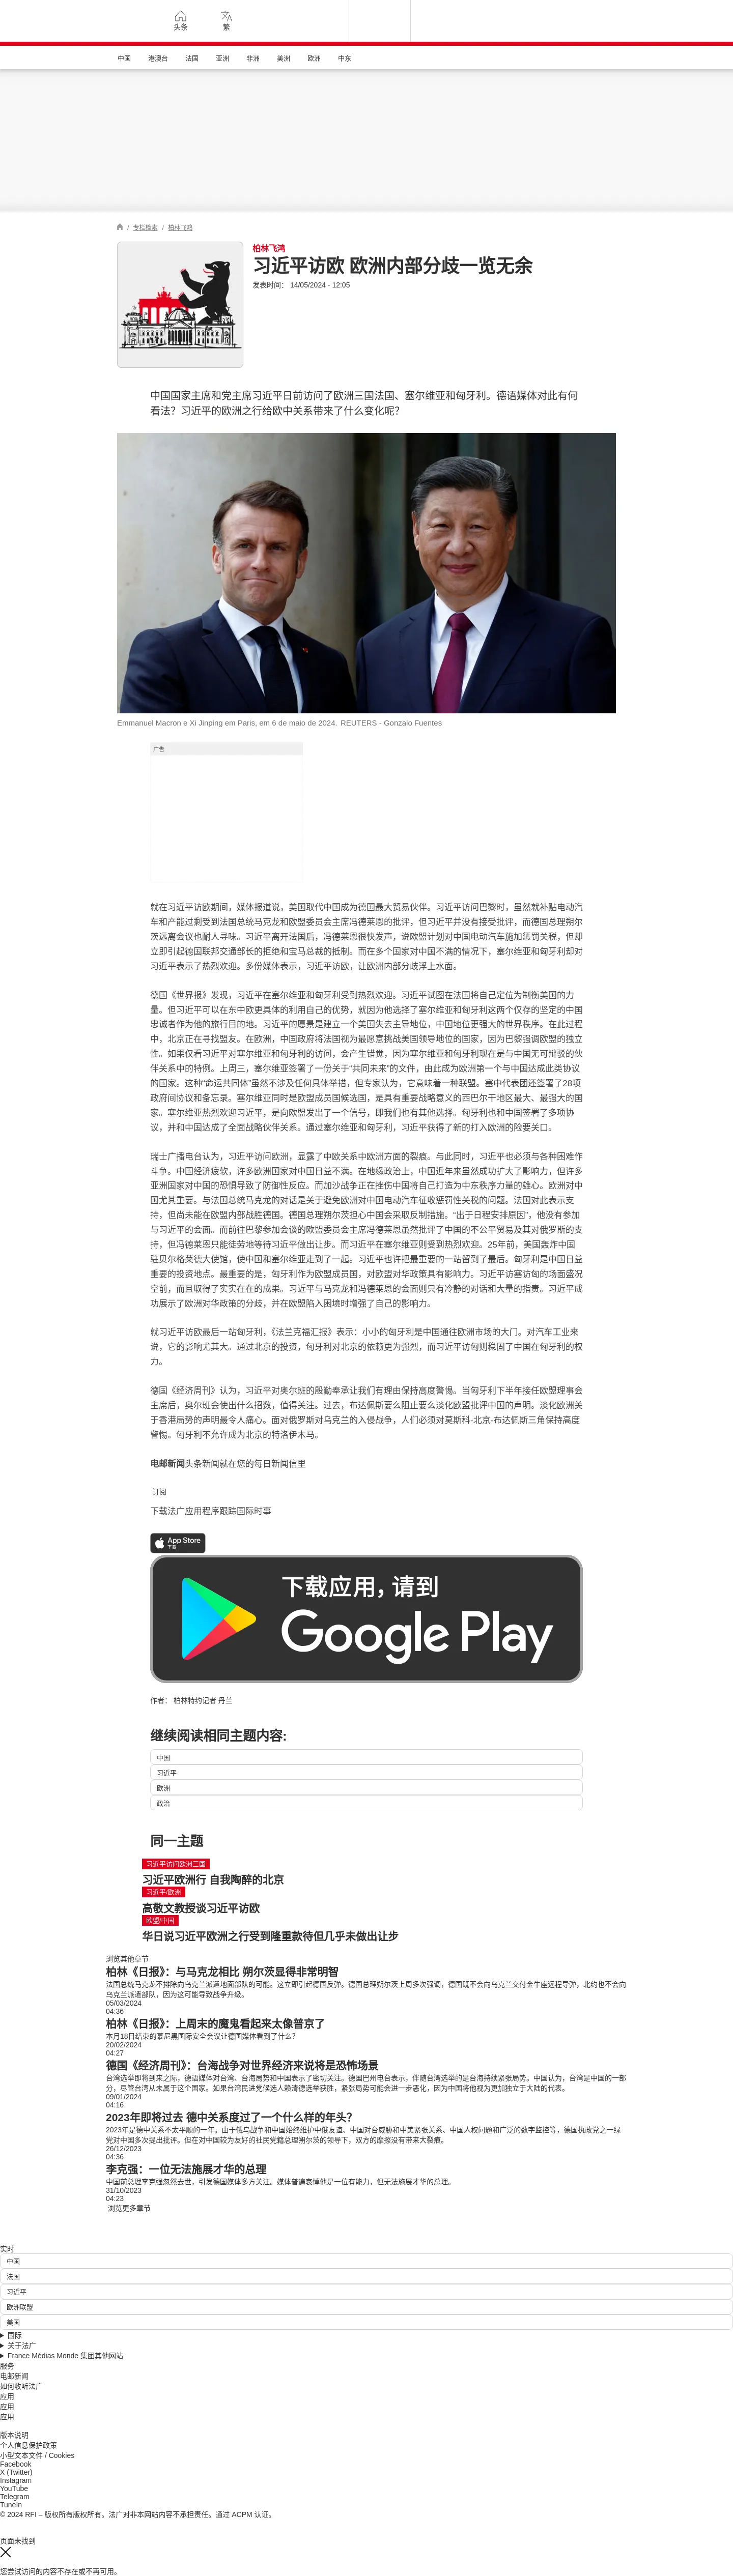 头条
繁
中国
港澳台
法国
亚洲
非洲
美洲
欧洲
中东
/ 专栏检索 / 柏林飞鸿
柏林飞鸿
习近平访欧 欧洲内部分歧一览无余
发表时间： 14/05/2024 - 12:05
中国国家主席和党主席习近平日前访问了欧洲三国法国、塞尔维亚和匈牙利。德语媒体对此有何
看法？习近平的欧洲之行给欧中关系带来了什么变化呢？
Emmanuel Macron e Xi Jinping em Paris, em 6 de maio de 2024. REUTERS - Gonzalo Fuentes
广告
就在习近平访欧期间，媒体报道说，美国取代中国成为德国最大贸易伙伴。习近平访问巴黎时，虽然就补贴电动汽
车和产能过剩受到法国总统马克龙和欧盟委员会主席冯德莱恩的批评，但习近平并没有接受批评，而德国总理朔尔
茨远离会议也耐人寻味。习近平离开法国后，冯德莱恩很快发声，说欧盟计划对中国电动汽车施加惩罚关税，但却
立即引起德国联邦交通部长的拒绝和宝马总裁的抵制。而在多个国家对中国不满的情况下，塞尔维亚和匈牙利却对
习近平表示了热烈欢迎。多份媒体表示，习近平访欧，让欧洲内部分歧浮上水面。
德国《世界报》发现，习近平在塞尔维亚和匈牙利受到热烈欢迎。习近平试图在法国将自己定位为制衡美国的力
量。但习近平可以在东中欧更具体的利用自己的优势，就因为他选择了塞尔维亚和匈牙利这两个仅存的坚定的中国
忠诚者作为他的旅行目的地。习近平的愿景是建立一个美国失去主导地位，中国地位更强大的世界秩序。在此过程
中，北京正在寻找盟友。在欧洲，中国政府将法国视为最愿意挑战美国领导地位的国家，因为巴黎强调欧盟的独立
性。如果仅看习近平对塞尔维亚和匈牙利的访问，会产生错觉，因为塞尔维亚和匈牙利现在是与中国无可辩驳的伙
伴关系中的特例。上周三，塞尔维亚签署了一份关于“共同未来”的文件，由此成为欧洲第一个与中国达成此类协议
的国家。这种“命运共同体”虽然不涉及任何具体举措，但专家认为，它意味着一种联盟。塞中代表团还签署了28项
政府间协议和备忘录。塞尔维亚同时是欧盟成员国候选国，是具有重要战略意义的西巴尔干地区最大、最强大的国
家。塞尔维亚热烈欢迎习近平，是向欧盟发出了一个信号，即我们也有其他选择。匈牙利也和中国签署了多项协
议，并和中国达成了全面战略伙伴关系。通过塞尔维亚和匈牙利，习近平获得了新的打入欧洲的险要关口。
瑞士广播电台认为，习近平访问欧洲，显露了中欧关系中欧洲方面的裂痕。与此同时，习近平也必须与各种困难作
斗争。中国经济疲软，许多欧洲国家对中国日益不满。在地缘政治上，中国近年来虽然成功扩大了影响力，但许多
亚洲国家对中国的恐惧导致了防御性反应。而加沙战争正在挫伤中国将自己打造为中东秩序力量的雄心。欧洲对中
国尤其重要。与法国总统马克龙的对话是关于避免欧洲对中国电动汽车征收惩罚性关税的问题。法国对此表示支
持，但尚未能在欧盟内部战胜德国。德国总理朔尔茨担心中国会采取反制措施。“出于日程安排原因”，他没有参加
与习近平的会面。而前往巴黎参加会谈的欧盟委员会主席冯德莱恩虽然批评了中国的不公平贸易及其对俄罗斯的支
持，但冯德莱恩只能徒劳地等待习近平做出让步。而习近平在塞尔维亚则受到热烈欢迎。25年前，美国轰炸中国
驻贝尔格莱德大使馆，使中国和塞尔维亚走到了一起。习近平也许把最重要的一站留到了最后。匈牙利是中国日益
重要的投资地点。最重要的是，匈牙利作为欧盟成员国，对欧盟对华政策具有影响力。习近平访塞访匈的场面盛况
空前，而且取得了实实在在的成果。习近平与马克龙和冯德莱恩的会面则只有冷静的对话和大量的指责。习近平成
功展示了欧洲对华政策的分歧，并在欧盟陷入困境时增强了自己的影响力。
就习近平访欧最后一站匈牙利，《法兰克福汇报》表示：小小的匈牙利是中国通往欧洲市场的大门。对汽车工业来
说，它的影响尤其大。通过北京的投资，匈牙利对北京的依赖更为强烈，而习近平访匈则稳固了中国在匈牙利的权
力。
德国《经济周刊》认为，习近平对奥尔班的殷勤奉承让我们有理由保持高度警惕。当匈牙利下半年接任欧盟理事会
主席后，奥尔班会使出什么招数，值得关注。过去，布达佩斯要么阻止要么淡化欧盟批评中国的声明。淡化欧洲关
于香港局势的声明最令人痛心。面对俄罗斯对乌克兰的入侵战争，人们必须对莫斯科-北京-布达佩斯三角保持高度
警惕。匈牙利不允许成为北京的特洛伊木马。
电邮新闻头条新闻就在您的每日新闻信里
订阅
下载法广应用程序跟踪国际时事
App Store
下载
下载应用，请到
Google Play
作者： 柏林特约记者 丹兰
继续阅读相同主题内容:
中国
习近平
欧洲
政治
同一主题
习近平访问欧洲三国
习近平欧洲行 自我陶醉的北京
习近平/欧洲
高敬文教授谈习近平访欧
欧盟/中国
华日说习近平欧洲之行受到隆重款待但几乎未做出让步
浏览其他章节
柏林《日报》：与马克龙相比 朔尔茨显得非常明智
法国总统马克龙不排除向乌克兰派遣地面部队的可能。这立即引起德国反弹。德国总理朔尔茨上周多次强调，德国既不会向乌克兰交付金牛座远程导弹，北约也不会向
乌克兰派遣部队，因为这可能导致战争升级。
05/03/2024
04:36
柏林《日报》：上周末的魔鬼看起来太像普京了
本月18日结束的慕尼黑国际安全会议让德国媒体看到了什么？
20/02/2024
04:27
德国《经济周刊》：台海战争对世界经济来说将是恐怖场景
台湾选举即将到来之际，德语媒体对台湾、台海局势和中国表示了密切关注。德国巴州电台表示，伴随台湾选举的是台海持续紧张局势。中国认为，台湾是中国的一部
分，尽管台湾从未属于这个国家。如果台湾民进党候选人赖清德选举获胜，紧张局势可能会进一步恶化，因为中国将他视为更加独立于大陆的代表。
09/01/2024
04:16
2023年即将过去 德中关系度过了一个什么样的年头？
2023年是德中关系不太平顺的一年。由于俄乌战争和中国始终维护中俄友谊、中国对台威胁和中美紧张关系、中国人权问题和广泛的数字监控等，德国执政党之一绿
党对中国多次提出批评。但在对中国较为友好的社民党籍总理朔尔茨的领导下，双方的摩擦没有带来大裂痕。
26/12/2023
04:36
李克强：一位无法施展才华的总理
中国前总理李克强忽然去世，引发德国媒体多方关注。媒体普遍哀悼他是一位有能力，但无法施展才华的总理。
31/10/2023
04:23
浏览更多章节
实时
中国
法国
习近平
欧洲联盟
美国
国际
关于法广
France Médias Monde 集团其他网站
服务
电邮新闻
如何收听法广
应用
应用
应用
版本说明
个人信息保护政策
小型文本文件 / Cookies
Facebook
X (Twitter)
Instagram
YouTube
Telegram
TuneIn
© 2024 RFI – 版权所有版权所有。法广对非本网站内容不承担责任。通过 ACPM 认证。
页面未找到
您尝试访问的内容不存在或不再可用。